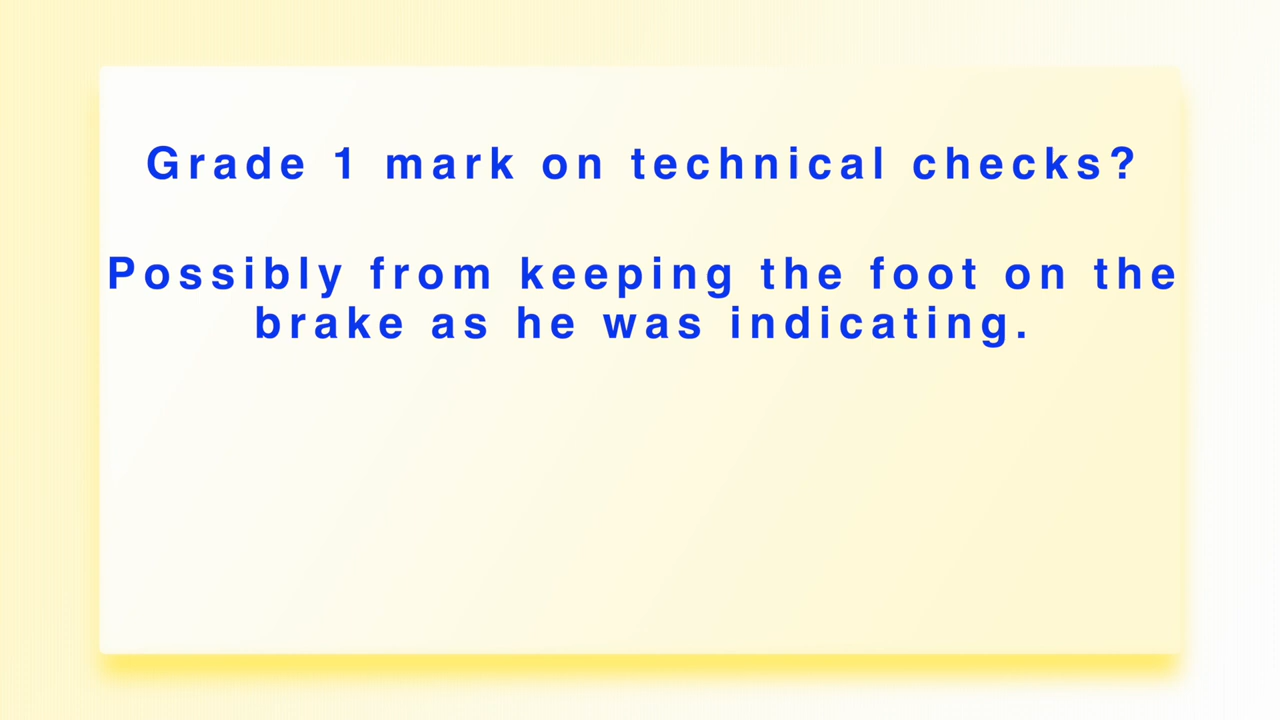 Grade 1 mark on technical checks?
Possibly from keeping the foot on the
brake as he was indicating.